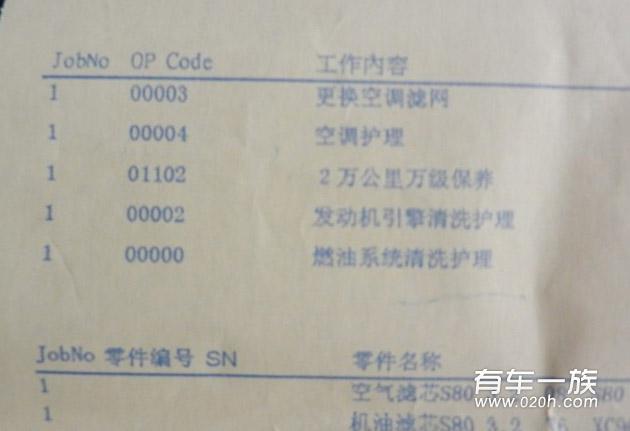 JobNo OP Code 工作内容
1 00003 更换空调滤网
1 00004 空调护理
1 01102 2万公里万级保养
1 00002 发动机引擎清洗护理
1 00000 燃油系统清洗护理
JobNo 零件编号 SN 零件名称
1 空气滤芯S80
1 机油滤芯S80 3.2
有车一族
www.020h.com